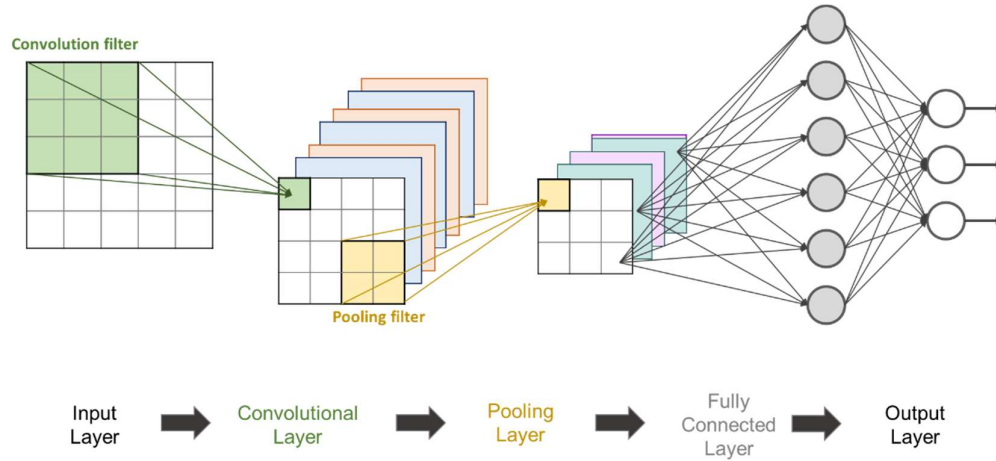 Convolution filter
Pooling filter
Input
Layer
Convolutional
Layer
Pooling
Layer
Fully
Connected
Layer
Output
Layer